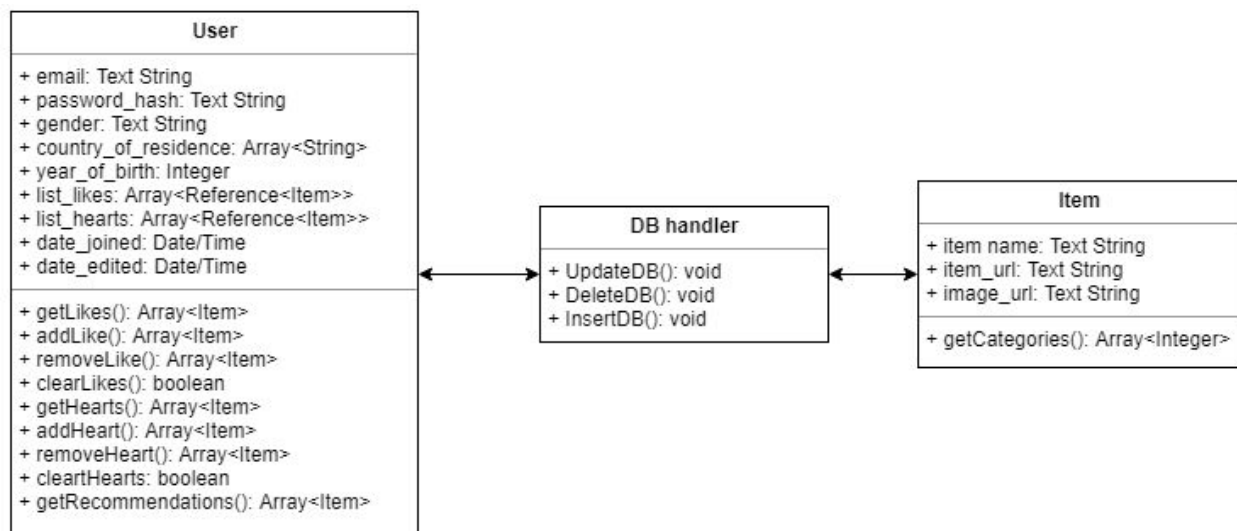 User
+ email: Text String
+ password_hash: Text String
+ gender: Text String
+ country_of_residence: Array<String>
+ year_of_birth: Integer
+ list_likes: Array<Reference<Item>>
+ list_hearts: Array<Reference<Item>>
+ date_joined: Date/Time
+ date_edited: Date/Time
+ getLikes(): Array<Item>
+ addLike(): Array<Item>
+ removeLike(): Array<Item>
+ clearLikes(): boolean
+ getHearts(): Array<Item>
+ addHeart(): Array<Item>
+ removeHeart(): Array<Item>
+ cleartHearts: boolean
+ getRecommendations(): Array<Item>
DB handler
+ UpdateDB(): void
+ DeleteDB(): void
+ InsertDB(): void
Item
+ item name: Text String
+ item_url: Text String
+ image_url: Text String
+ getCategories(): Array<Integer>